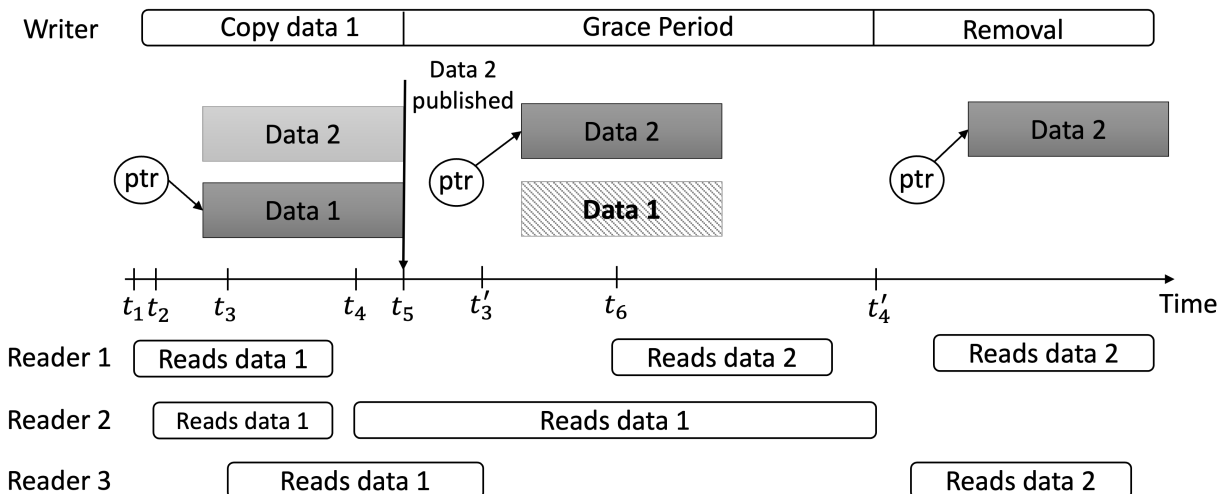 Writer Copy data 1 Grace Period Removal
Data 2
published
Data 2 Data 2 Data 2
ptr ptr ptr
Data 1 Data 1
t1 t2 t3 t4 t5 t'3 t6 t'4 Time
Reader 1 Reads data 1 Reads data 2 Reads data 2
Reader 2 Reads data 1 Reads data 1
Reader 3 Reads data 1 Reads data 2